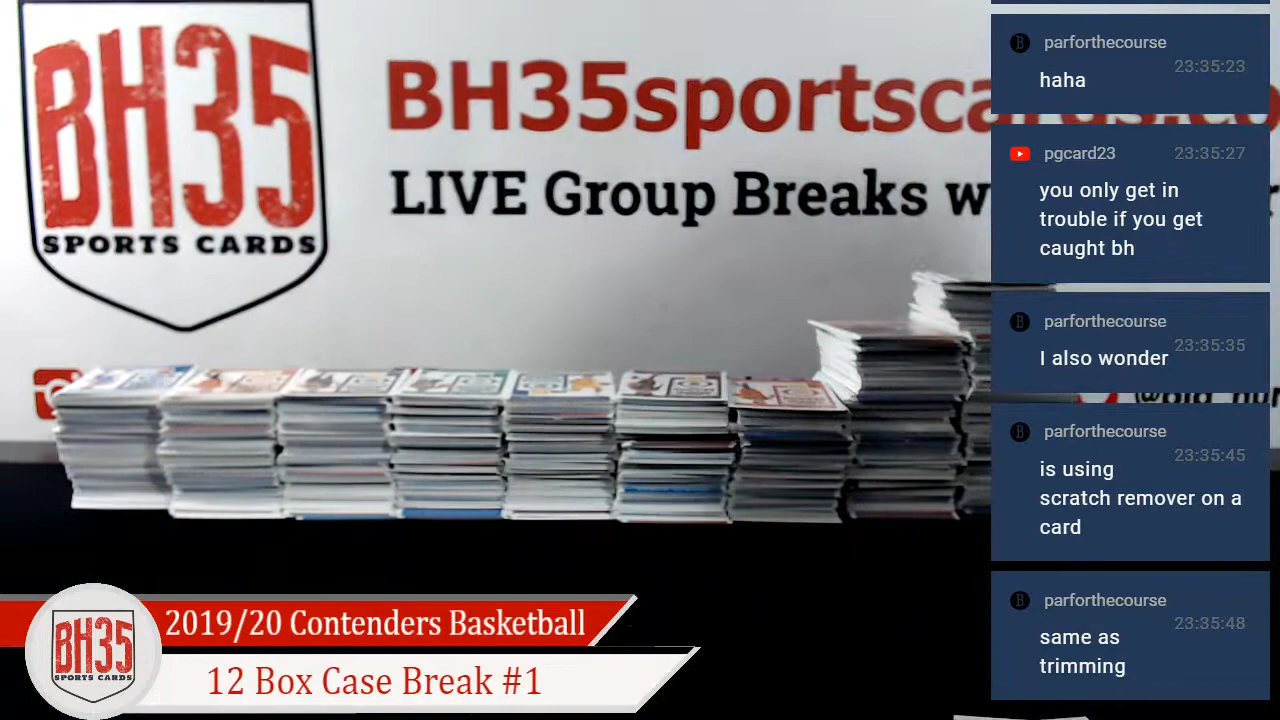 BH35
SPORTS CARDS
BH35sportscards.co
LIVE Group Breaks w
parforthecourse
23:35:23
haha
pgcard23 23:35:27
you only get in
trouble if you get
caught bh
parforthecourse
23:35:35
I also wonder
parforthecourse
23:35:45
is using
scratch remover on a
card
parforthecourse
23:35:48
same as
trimming
BH35
SPORTS CARDS
2019/20 Contenders Basketball
12 Box Case Break #1